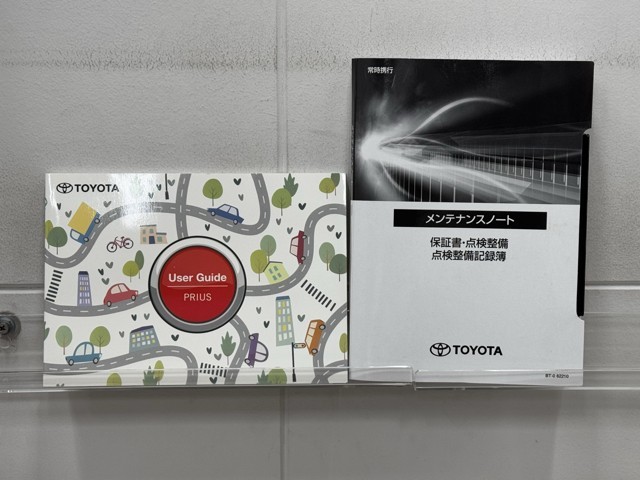 TOYOTA
User Guide
PRIUS
常時携行
メンテナンスノート
保証書・点検整備
点検整備記録簿
TOYOTA